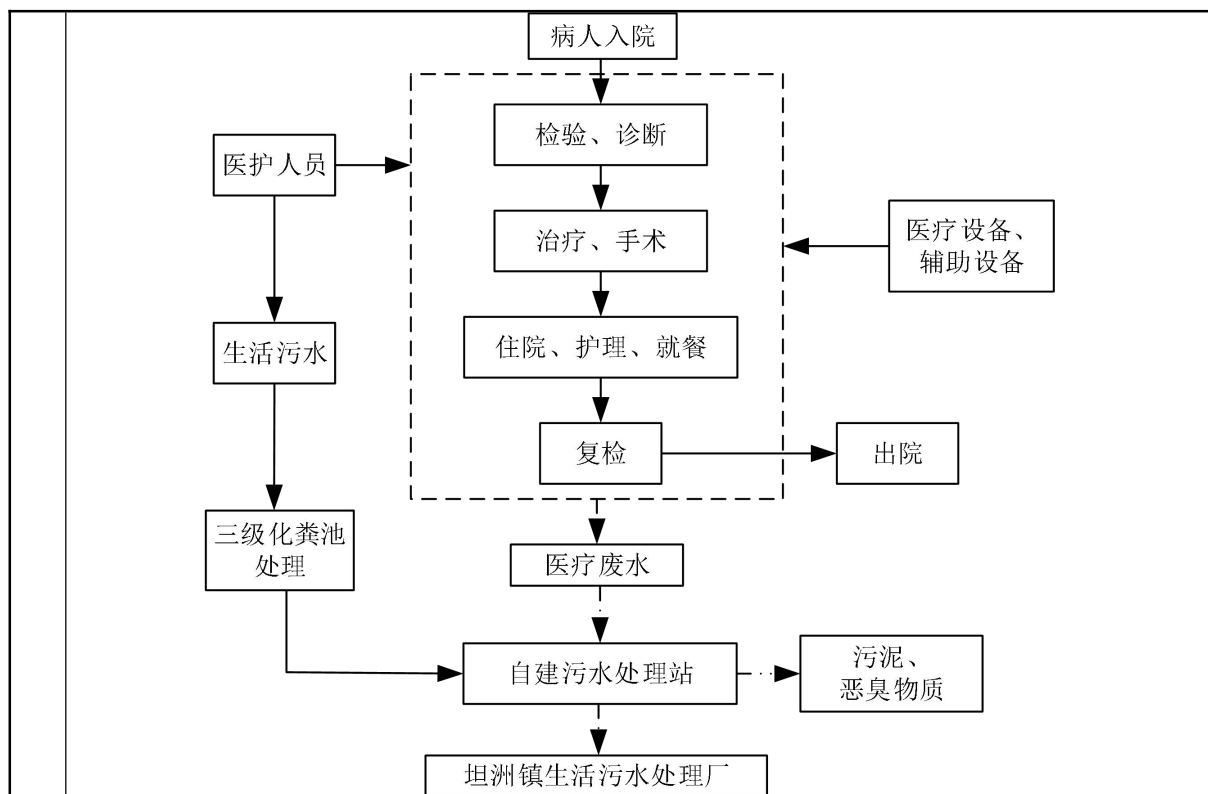 病人入院
检验、诊断
医护人员
治疗、手术
医疗设备、
辅助设备
生活污水
住院、护理、就餐
复检
出院
三级化粪池
处理
医疗废水
自建污水处理站
污泥、
恶臭物质
坦洲镇生活污水处理厂